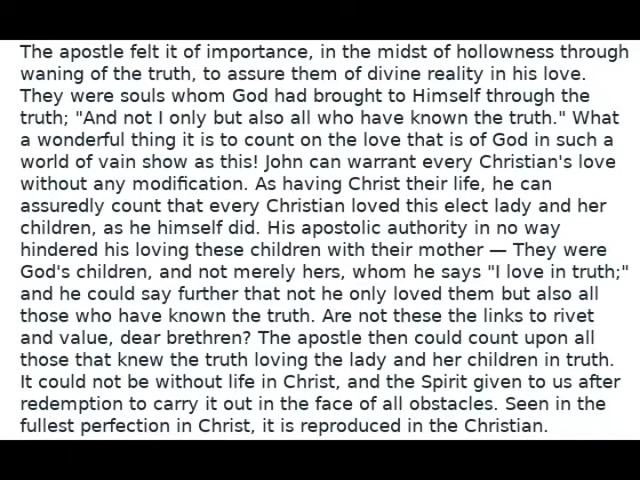 The apostle felt it of importance, in the midst of hollowness through
waning of the truth, to assure them of divine reality in his love.
They were souls whom God had brought to Himself through the
truth; "And not I only but also all who have known the truth." What
a wonderful thing it is to count on the love that is of God in such a
world of vain show as this! John can warrant every Christian's love
without any modification. As having Christ their life, he can
assuredly count that every Christian loved this elect lady and her
children, as he himself did. His apostolic authority in no way
hindered his loving these children with their mother — They were
God's children, and not merely hers, whom he says "I love in truth;"
and he could say further that not he only loved them but also all
those who have known the truth. Are not these the links to rivet
and value, dear brethren? The apostle then could count upon all
those that knew the truth loving the lady and her children in truth.
It could not be without life in Christ, and the Spirit given to us after
redemption to carry it out in the face of all obstacles. Seen in the
fullest perfection in Christ, it is reproduced in the Christian.